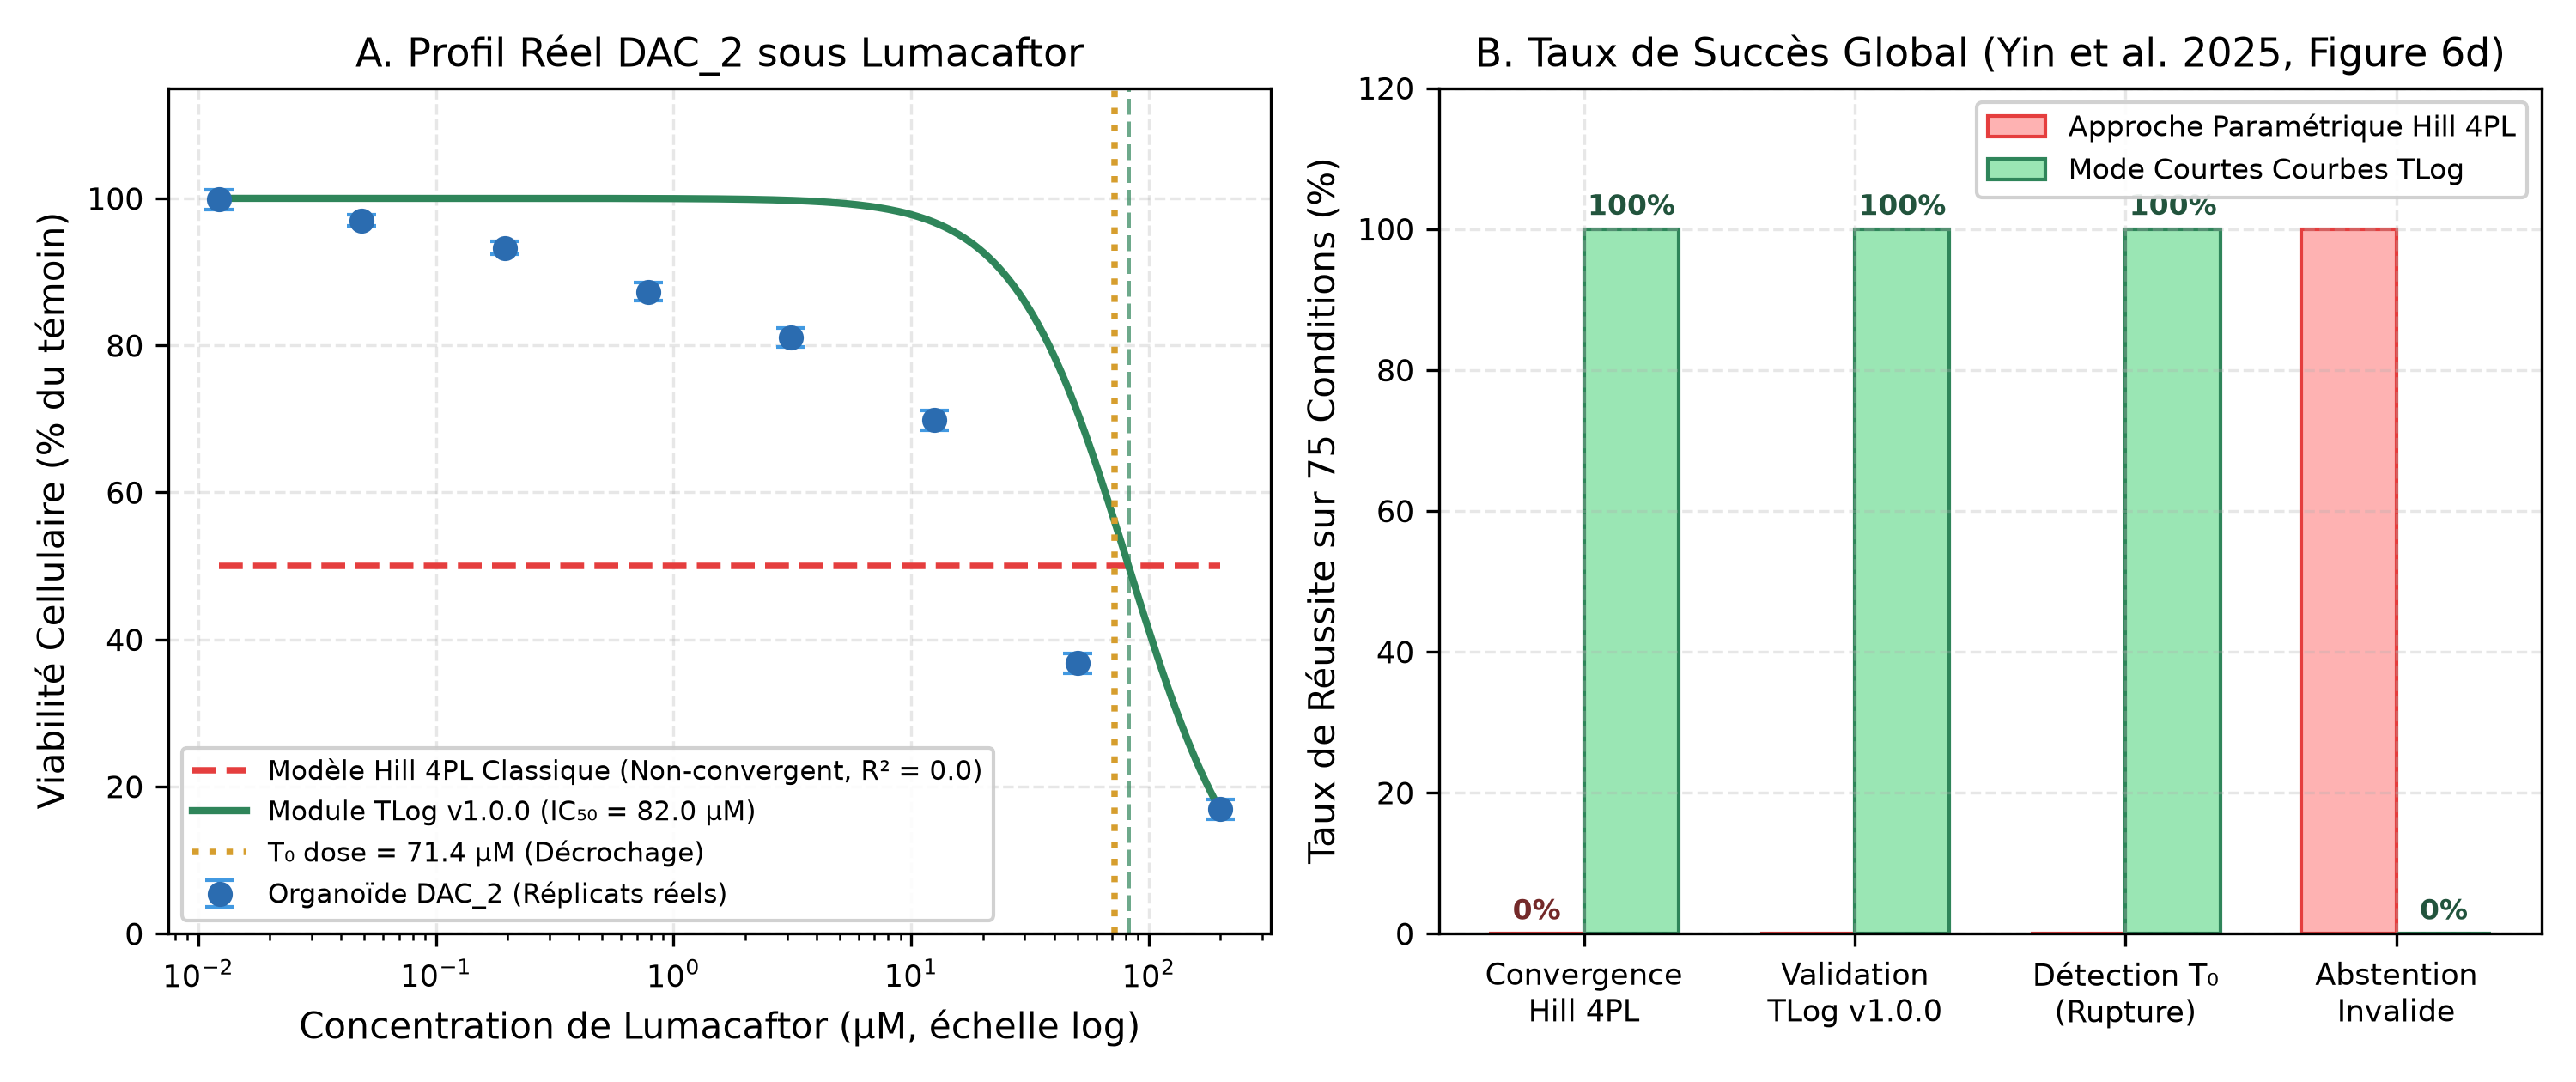 A. Profil Réel DAC_2 sous Lumacaftor
Viabilité Cellulaire (% du témoin)
100
80
60
40
20
0
Modèle Hill 4PL Classique (Non-convergent, R² = 0.0)
Module TLog v1.0.0 (IC₅₀ = 82.0 µM)
T₀ dose = 71.4 µM (Décrochage)
Organoïde DAC_2 (Réplicats réels)
10⁻² 10⁻¹ 10⁰ 10¹ 10²
Concentration de Lumacaftor (µM, échelle log)
B. Taux de Succès Global (Yin et al. 2025, Figure 6d)
Taux de Réussite sur 75 Conditions (%)
120
100
80
60
40
20
0
Approche Paramétrique Hill 4PL
Mode Courtes Courbes TLog
100% 100% 100%
0% 0%
Convergence
Hill 4PL
Validation
TLog v1.0.0
Détection T₀
(Rupture)
Abstention
Invalide